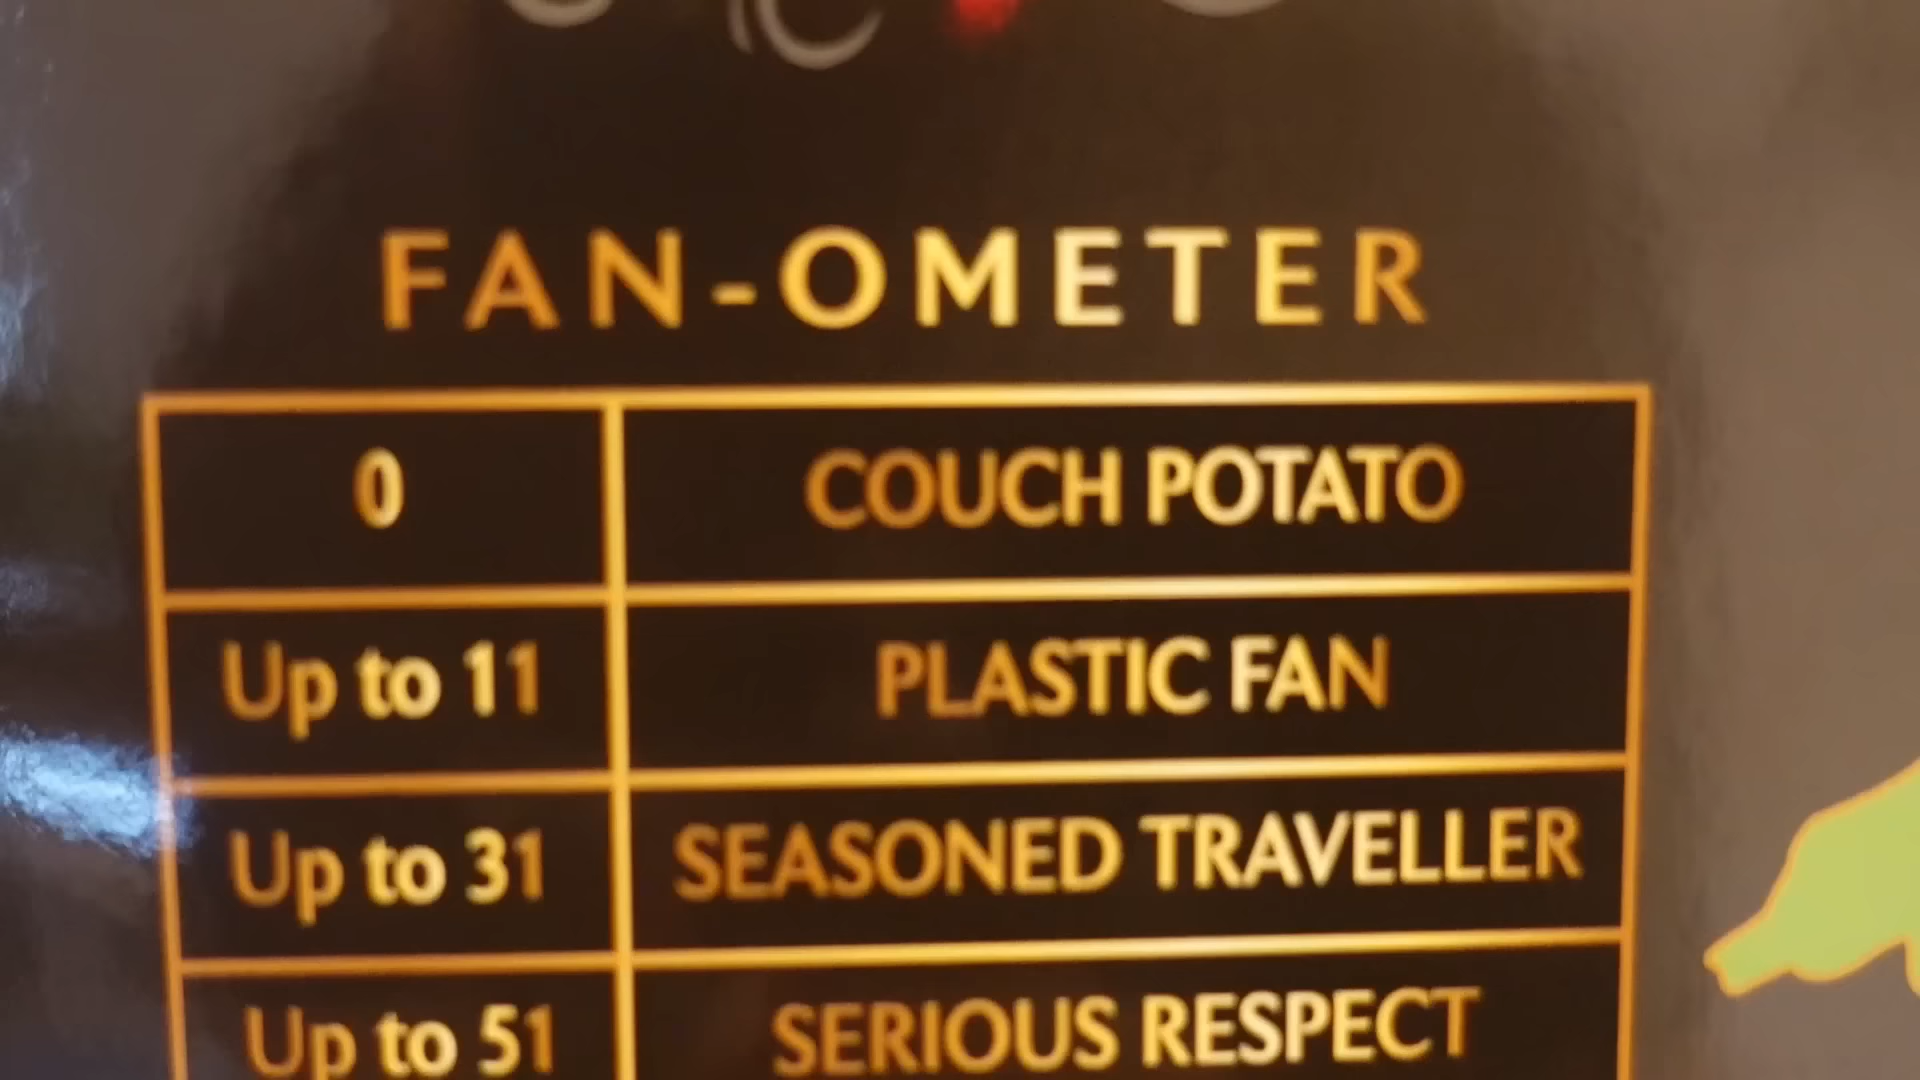 FAN-OMETER
0 COUCH POTATO
Up to 11 PLASTIC FAN
Up to 31 SEASONED TRAVELLER
Up to 51 SERIOUS RESPECT